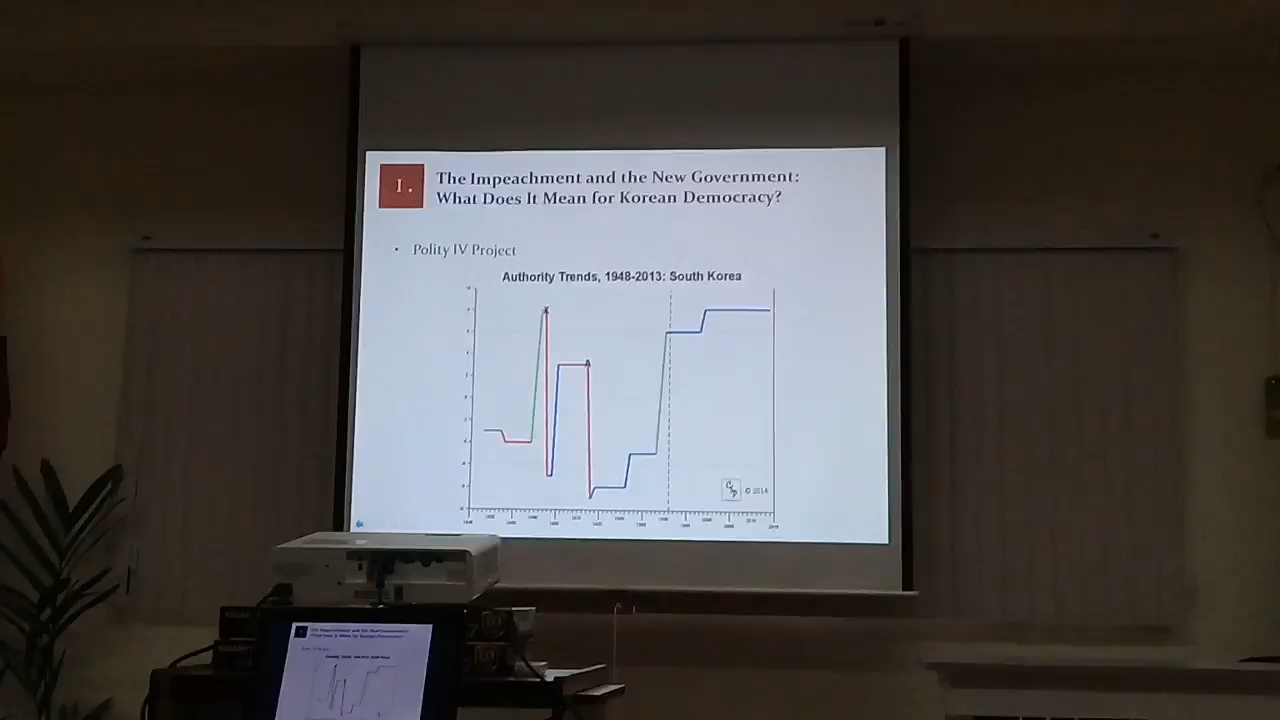 I.
The Impeachment and the New Government:
What Does It Mean for Korean Democracy?
• Polity IV Project
Authority Trends, 1948-2013: South Korea
X
A
© 2014